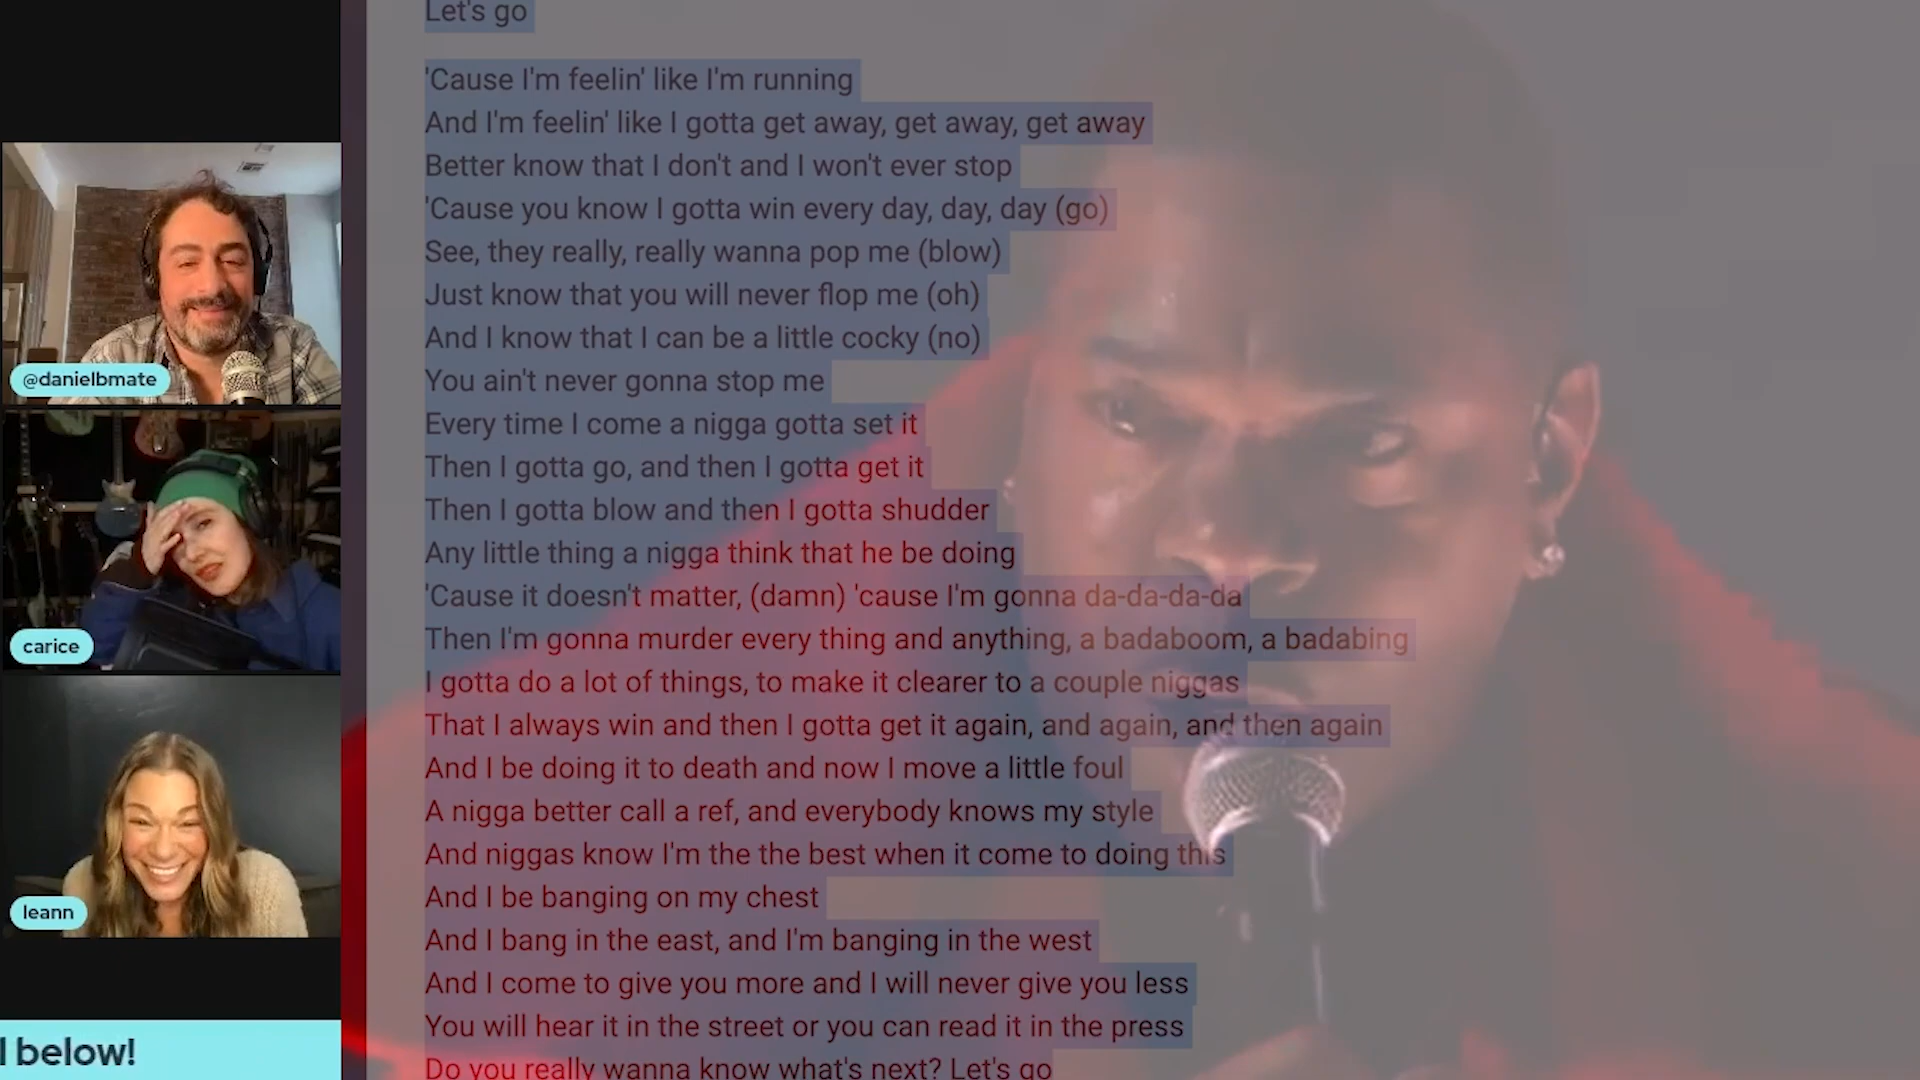 Let's go
'Cause I'm feelin' like I'm running
And I'm feelin' like I gotta get away, get away, get away
Better know that I don't and I won't ever stop
'Cause you know I gotta win every day, day, day (go)
See, they really, really wanna pop me (blow)
Just know that you will never flop me (oh)
And I know that I can be a little cocky (no)
You ain't never gonna stop me
Every time I come a nigga gotta set it
Then I gotta go, and then I gotta get it
Then I gotta blow and then I gotta shudder
Any little thing a nigga think that he be doing
'Cause it doesn't matter, (damn) 'cause I'm gonna da-da-da-da
Then I'm gonna murder every thing and anything, a badaboom, a badabing
I gotta do a lot of things, to make it clearer to a couple niggas
That I always win and then I gotta get it again, and again, and then again
And I be doing it to death and now I move a little foul
A nigga better call a ref, and everybody knows my style
And niggas know I'm the the best when it come to doing this
And I be banging on my chest
And I bang in the east, and I'm banging in the west
And I come to give you more and I will never give you less
You will hear it in the street or you can read it in the press
Do you really wanna know what's next? Let's go
@danielbmate
carice
leann
l below!